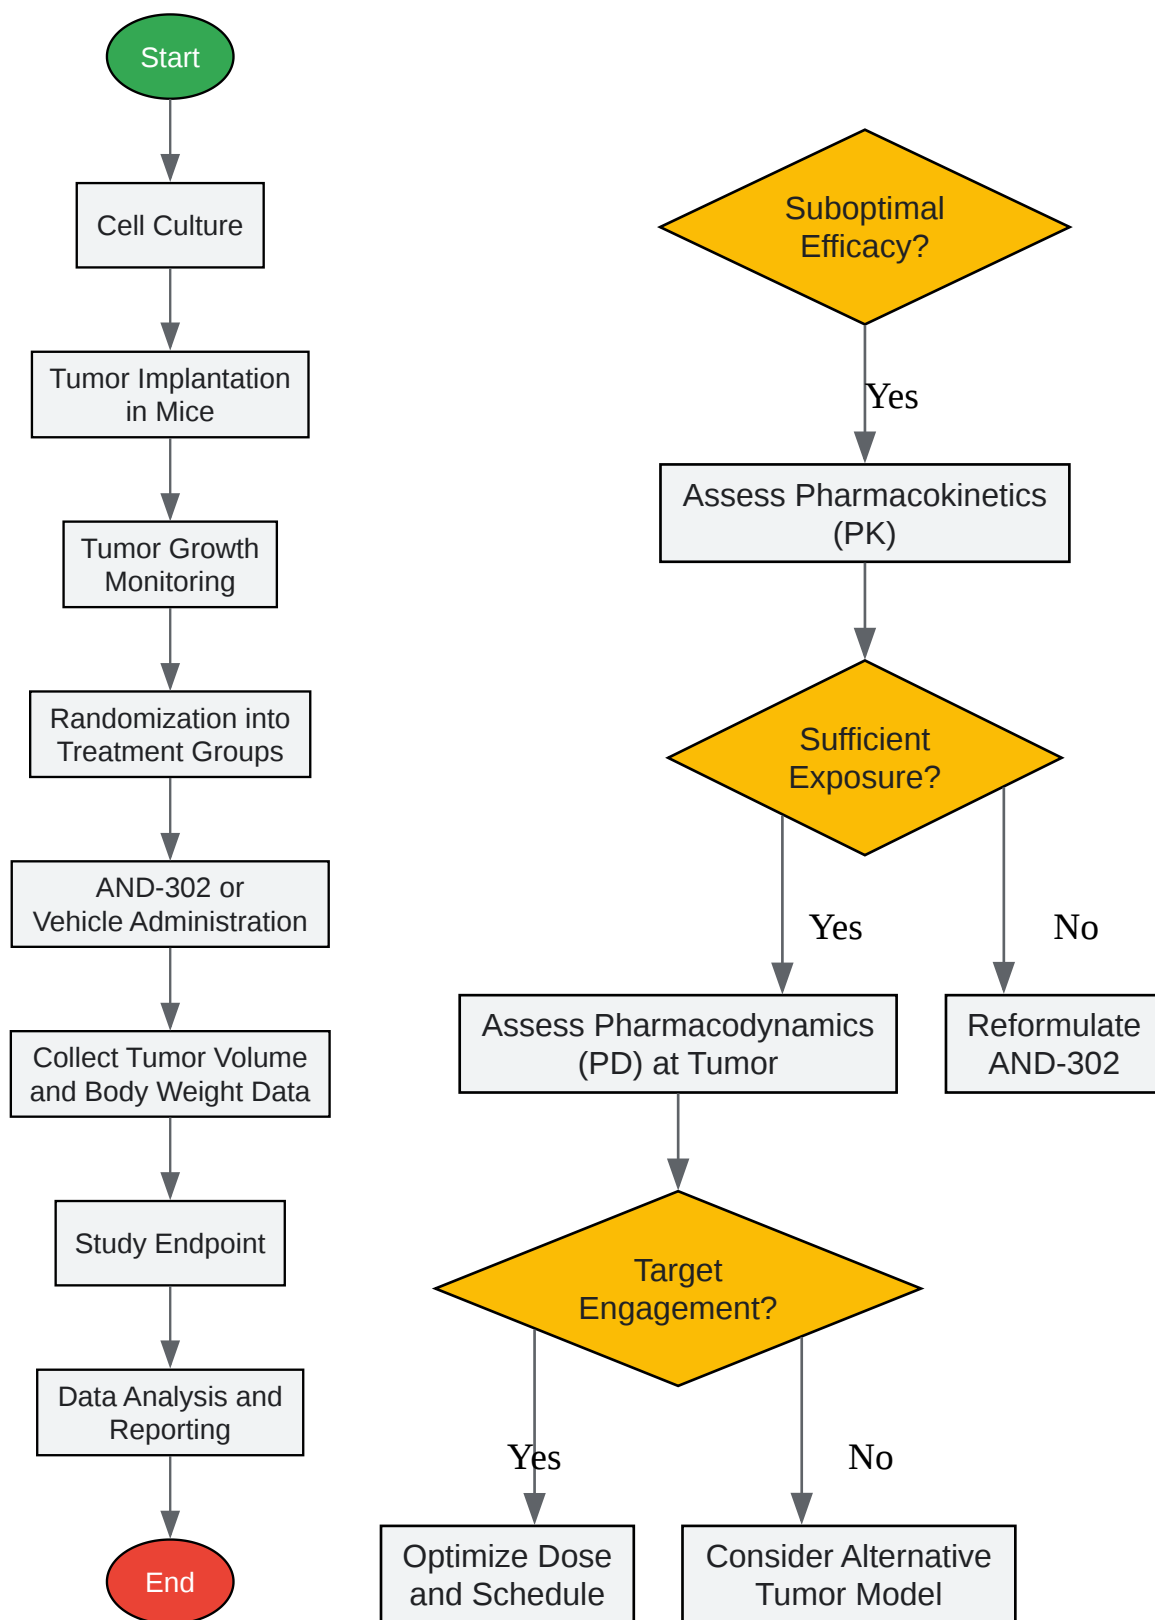 Start
Cell Culture
Tumor Implantation
in Mice
Tumor Growth
Monitoring
Randomization into
Treatment Groups
AND-302 or
Vehicle Administration
Collect Tumor Volume
and Body Weight Data
Study Endpoint
Data Analysis and
Reporting
End
Suboptimal
Efficacy?
Yes
Assess Pharmacokinetics
(PK)
Sufficient
Exposure?
Yes
No
Assess Pharmacodynamics
(PD) at Tumor
Reformulate
AND-302
Target
Engagement?
Yes
No
Optimize Dose
and Schedule
Consider Alternative
Tumor Model